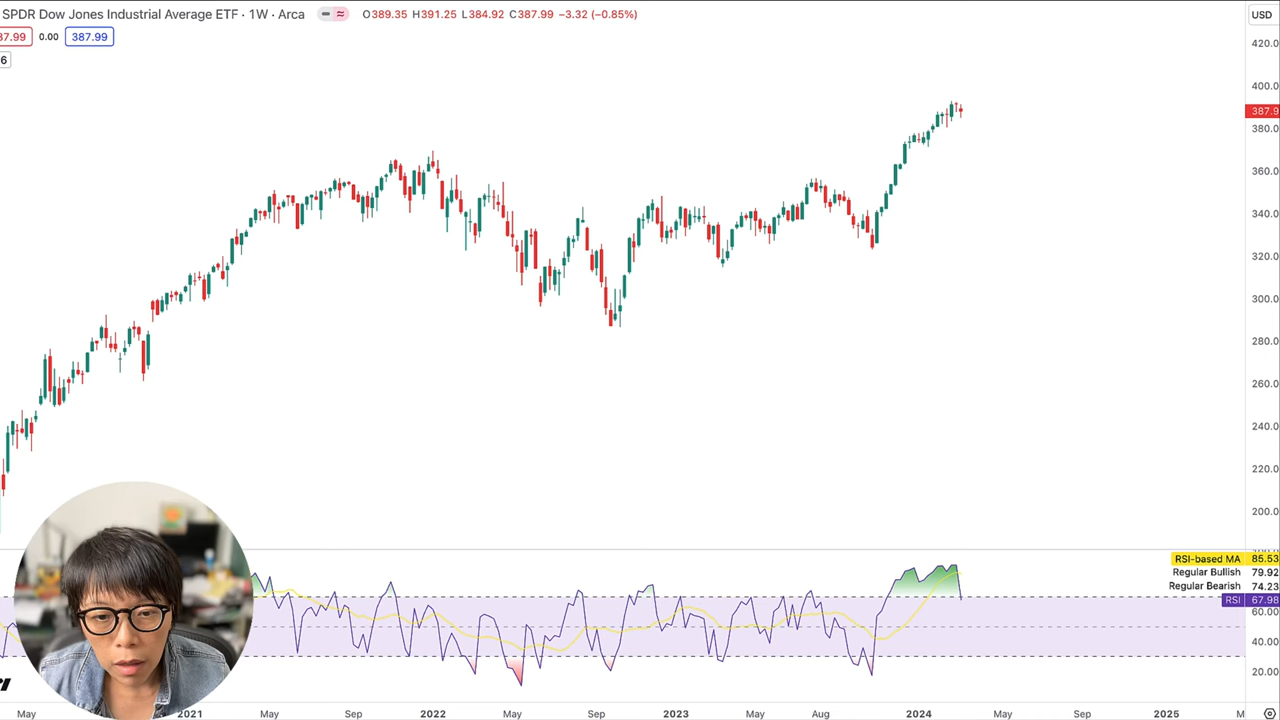 SPDR Dow Jones Industrial Average ETF · 1W · Arca O389.35 H391.25 L384.92 C387.99 −3.32 (−0.85%) USD
87.99 0.00 387.99
6
420.0
400.0
387.9
380.0
360.0
340.0
320.0
300.0
280.0
260.0
240.0
220.0
200.0
RSI-based MA 85.53
Regular Bullish 79.92
Regular Bearish 74.23
RSI 67.98
60.00
40.00
20.00
May 2021 May Sep 2022 May Sep 2023 May Aug 2024 May Sep 2025 M